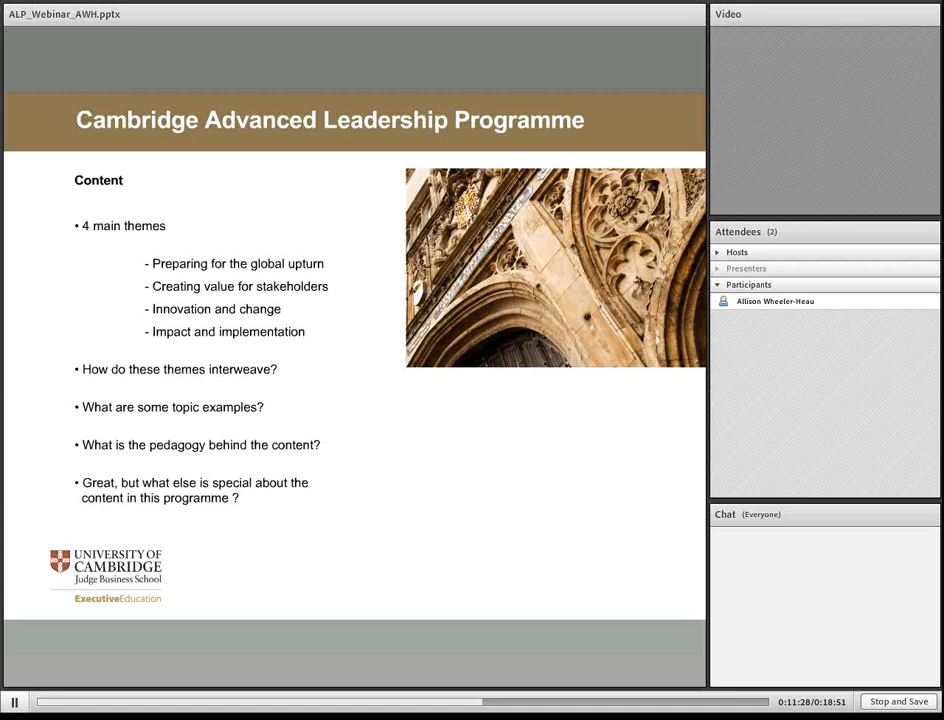 ALP_Webinar_AWH.pptx
Cambridge Advanced Leadership Programme
Content
• 4 main themes
- Preparing for the global upturn
- Creating value for stakeholders
- Innovation and change
- Impact and implementation
• How do these themes interweave?
• What are some topic examples?
• What is the pedagogy behind the content?
• Great, but what else is special about the
content in this programme ?
UNIVERSITY OF
CAMBRIDGE
Judge Business School
ExecutiveEducation
Video
Attendees (2)
Hosts
Presenters
Participants
Allison Wheeler-Heau
Chat (Everyone)
0:11:28/0:18:51
Stop and Save